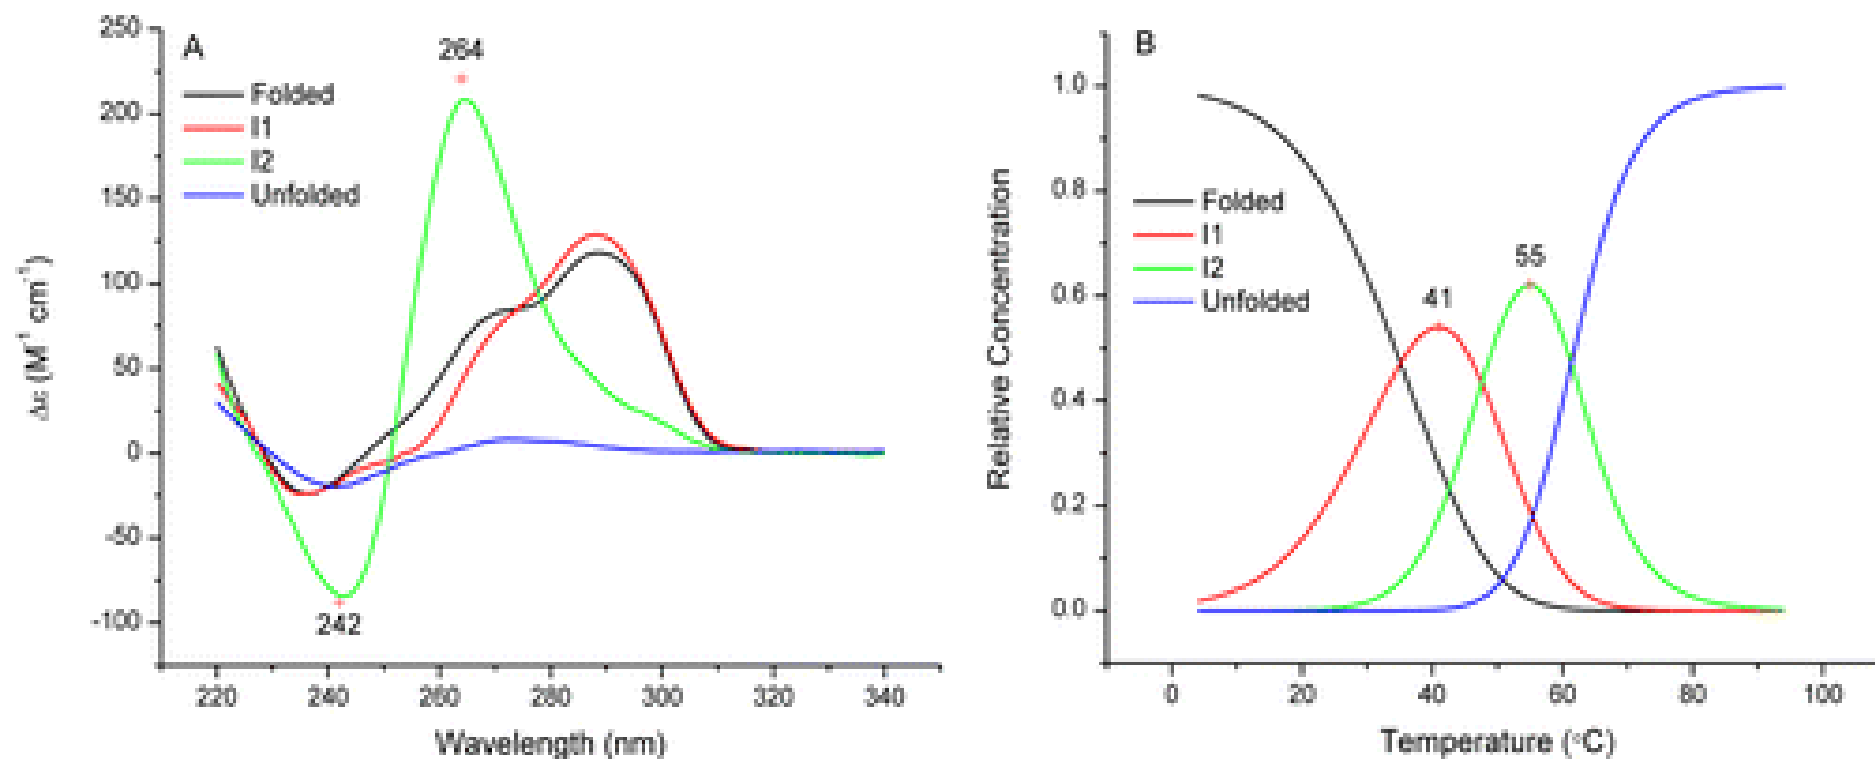 A
264
Folded
I1
I2
Unfolded
242
250
200
150
100
50
0
-50
-100
Δε (M⁻¹ cm⁻¹)
220 240 260 280 300 320 340
Wavelength (nm)
B
Folded
I1
I2
Unfolded
41
55
1.0
0.8
0.6
0.4
0.2
0.0
Relative Concentration
0 20 40 60 80 100
Temperature (°C)